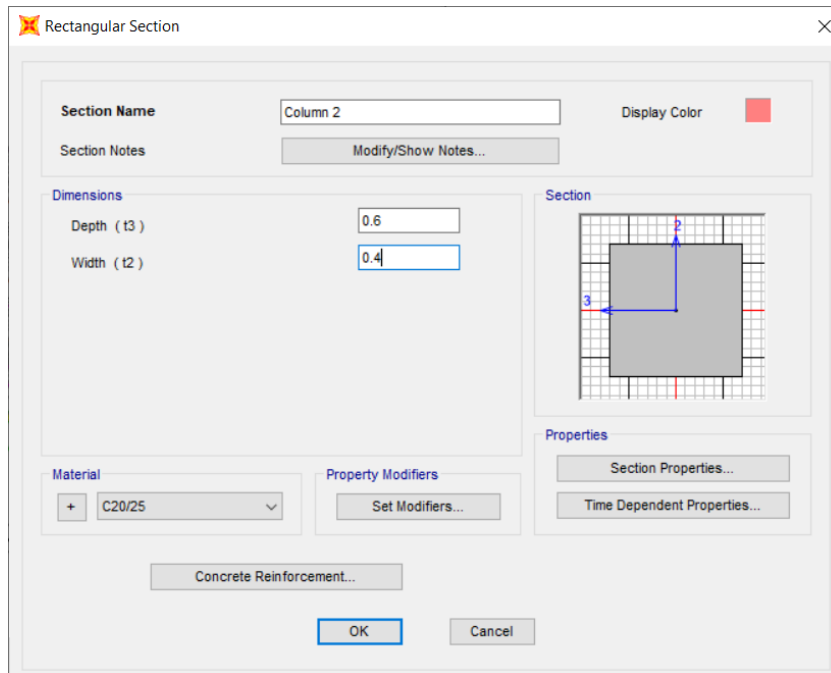 Rectangular Section
Section Name
Column 2
Display Color
Section Notes
Modify/Show Notes...
Dimensions
Depth ( t3 )
0.6
Width ( t2 )
0.4
Section
2
3
Properties
Section Properties...
Time Dependent Properties...
Material
+
C20/25
Property Modifiers
Set Modifiers...
Concrete Reinforcement...
OK
Cancel